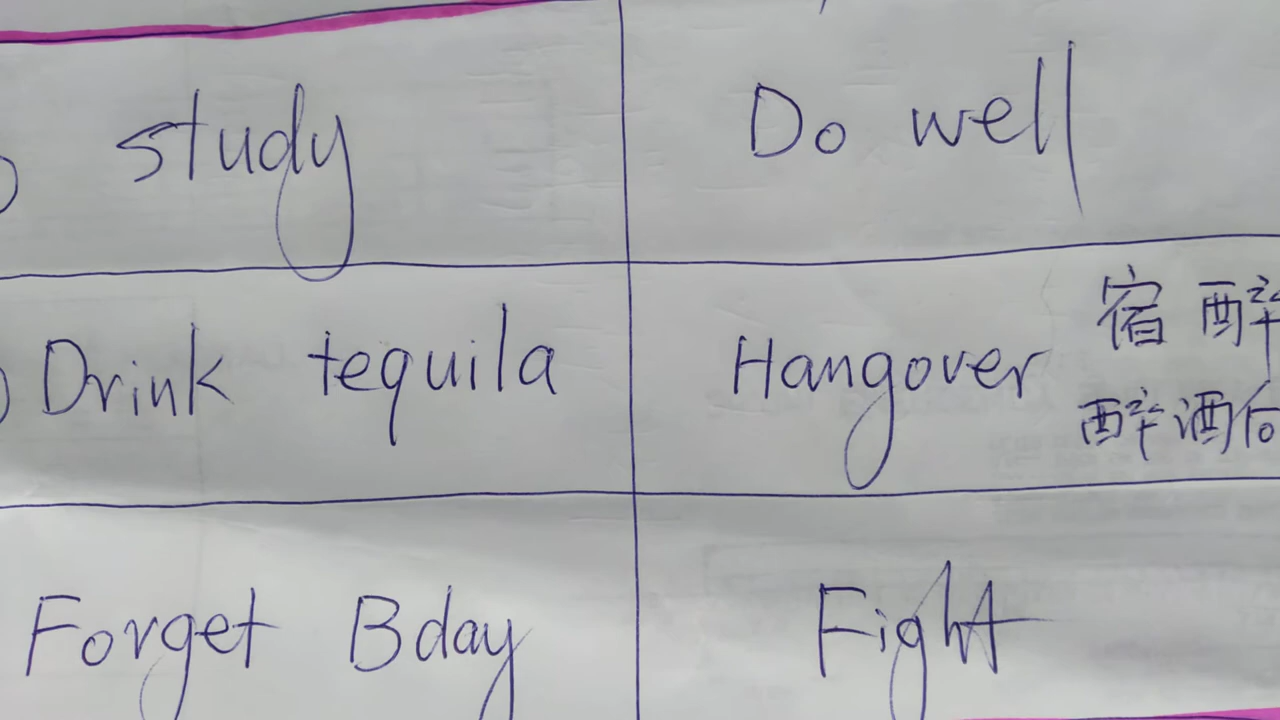 study
Do well
Drink tequila
Hangover
宿醉
醉酒后
Forget Bday
Fight